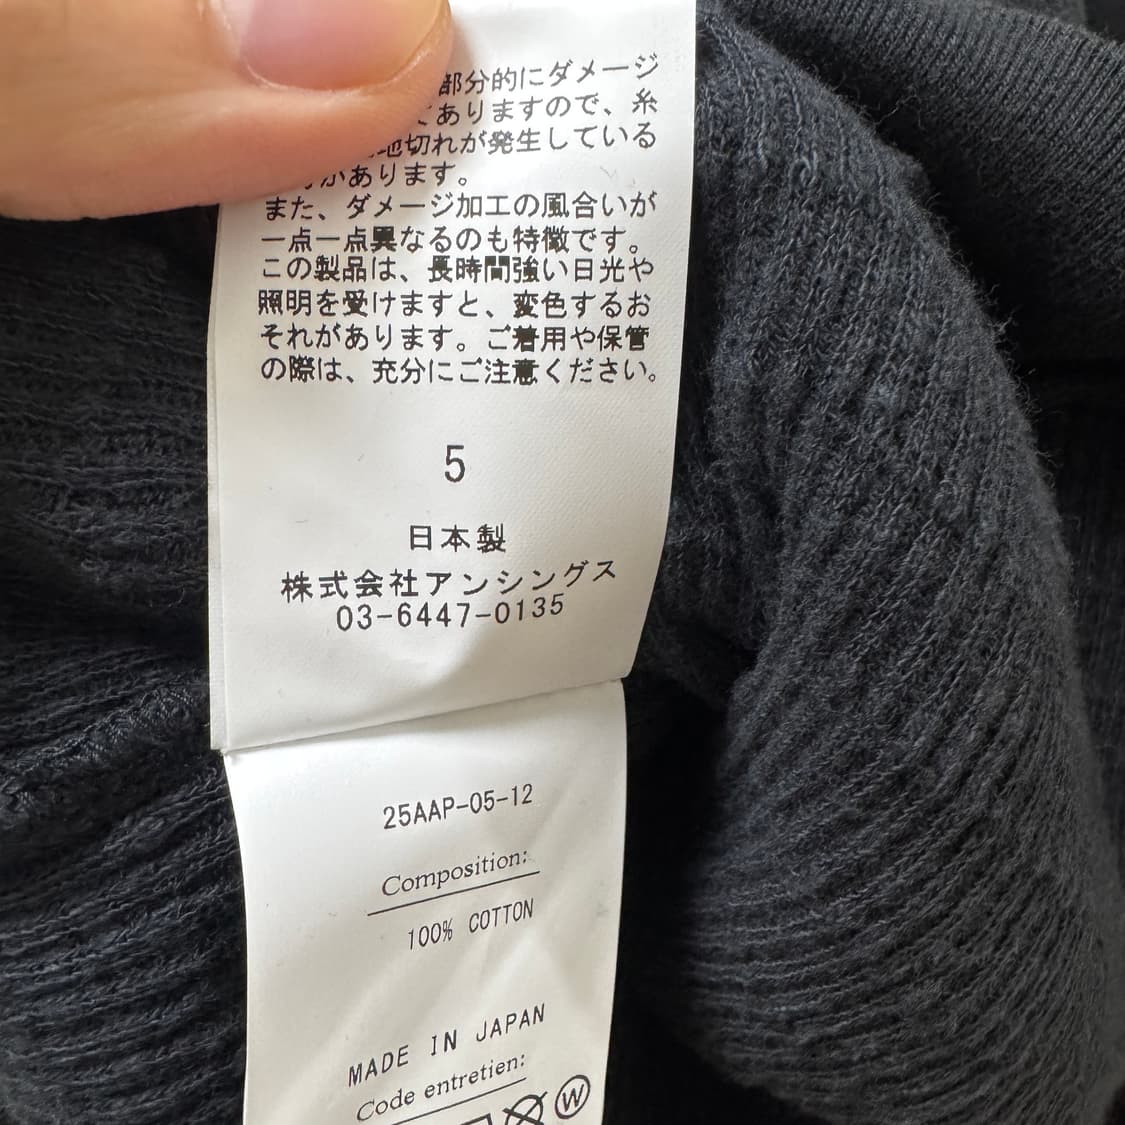 部分的にダメージ
ありますので、糸
地切れが発生している
があります。
また、ダメージ加工の風合いが
一点一点異なるのも特徴です。
この製品は、長時間強い日光や
照明を受けますと、変色するお
それがあります。ご着用や保管
の際は、充分にご注意ください。
5
日本製
株式会社アンシングス
03-6447-0135
25AAP-05-12
Composition:
100% COTTON
MADE IN JAPAN
Code entretien:
W